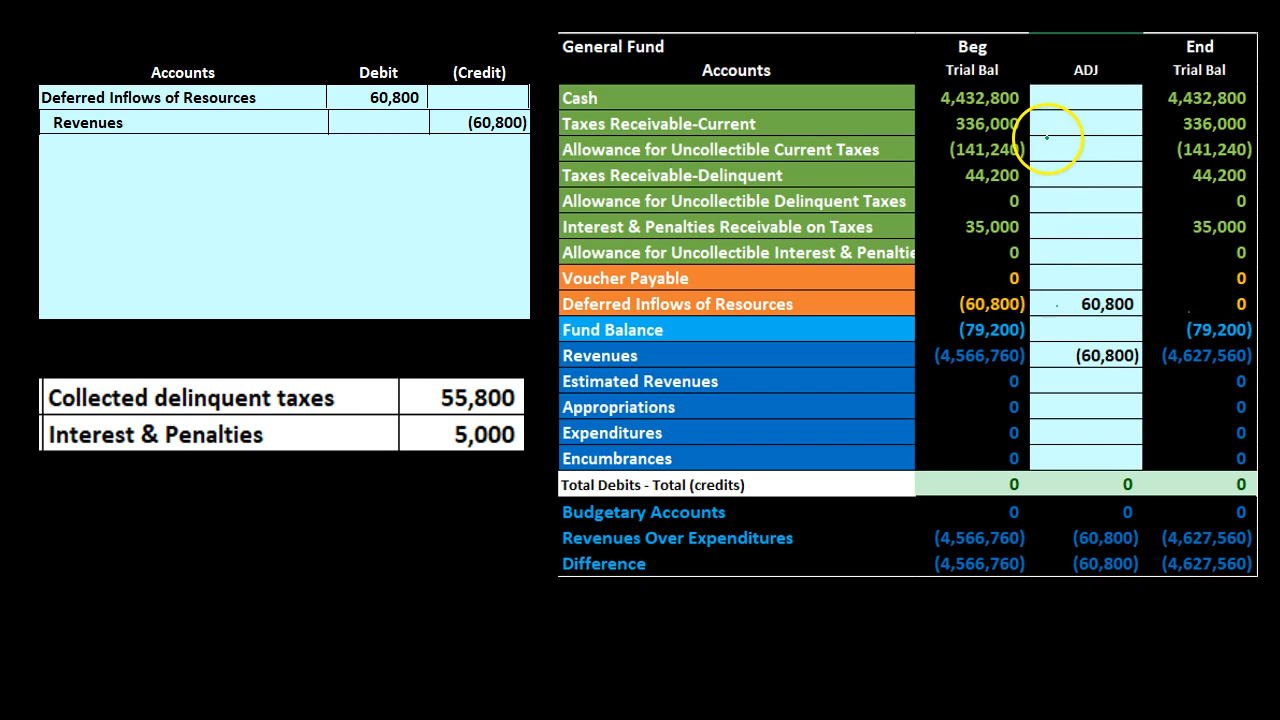 Accounts Debit (Credit)
Deferred Inflows of Resources 60,800
Revenues (60,800)
Collected delinquent taxes 55,800
Interest & Penalties 5,000
General Fund Beg End
Accounts Trial Bal ADJ Trial Bal
Cash 4,432,800 4,432,800
Taxes Receivable-Current 336,000 336,000
Allowance for Uncollectible Current Taxes (141,240) (141,240)
Taxes Receivable-Delinquent 44,200 44,200
Allowance for Uncollectible Delinquent Taxes 0 0
Interest & Penalties Receivable on Taxes 35,000 35,000
Allowance for Uncollectible Interest & Penaltie 0 0
Voucher Payable 0 0
Deferred Inflows of Resources (60,800) 60,800 0
Fund Balance (79,200) (79,200)
Revenues (4,566,760) (60,800) (4,627,560)
Estimated Revenues 0 0
Appropriations 0 0
Expenditures 0 0
Encumbrances 0 0
Total Debits - Total (credits) 0 0 0
Budgetary Accounts 0 0 0
Revenues Over Expenditures (4,566,760) (60,800) (4,627,560)
Difference (4,566,760) (60,800) (4,627,560)